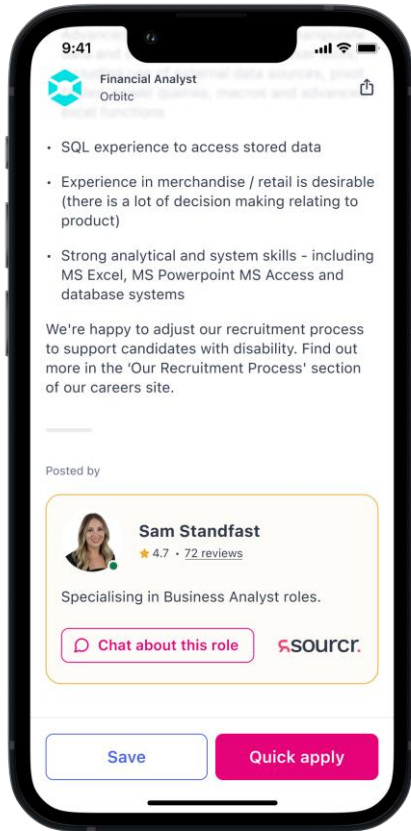 9:41
Financial Analyst
Orbitc
excel functions
• SQL experience to access stored data
• Experience in merchandise / retail is desirable
(there is a lot of decision making relating to
product)
• Strong analytical and system skills - including
MS Excel, MS Powerpoint MS Access and
database systems
We're happy to adjust our recruitment process
to support candidates with disability. Find out
more in the ‘Our Recruitment Process' section
of our careers site.
Posted by
Sam Standfast
4.7 • 72 reviews
Specialising in Business Analyst roles.
Chat about this role
sourcr.
Save
Quick apply